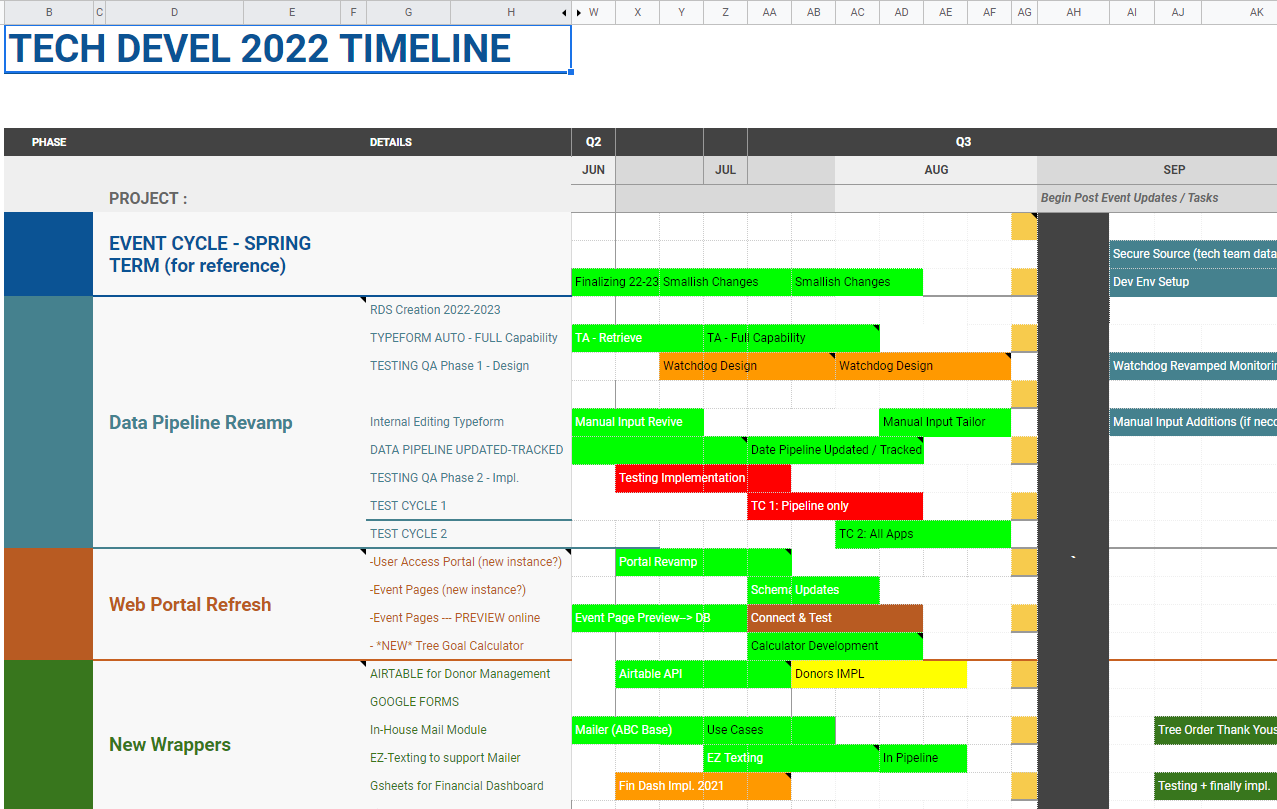 B C D E F G H W X Y Z AA AB AC AD AE AF AG AH AI AJ AK
TECH DEVEL 2022 TIMELINE
PHASE DETAILS Q2 Q3
JUN JUL AUG SEP
PROJECT : Begin Post Event Updates / Tasks
EVENT CYCLE - SPRING
TERM (for reference)
Secure Source (tech team data
Finalizing 22-23 Smallish Changes Smallish Changes Dev Env Setup
RDS Creation 2022-2023
TYPEFORM AUTO - FULL Capability TA - Retrieve TA - Full Capability
TESTING QA Phase 1 - Design Watchdog Design Watchdog Design Watchdog Revamped Monitorin
Data Pipeline Revamp
Internal Editing Typeform Manual Input Revive Manual Input Tailor Manual Input Additions (if neco
DATA PIPELINE UPDATED-TRACKED Date Pipeline Updated / Tracked
TESTING QA Phase 2 - Impl. Testing Implementation
TEST CYCLE 1 TC 1: Pipeline only
TEST CYCLE 2 TC 2: All Apps
-User Access Portal (new instance?) Portal Revamp
-Event Pages (new instance?) Schema Updates
Web Portal Refresh
-Event Pages --- PREVIEW online Event Page Preview--> DB Connect & Test
- *NEW* Tree Goal Calculator Calculator Development
AIRTABLE for Donor Management Airtable API Donors IMPL
GOOGLE FORMS
In-House Mail Module Mailer (ABC Base) Use Cases Tree Order Thank Yous
New Wrappers
EZ-Texting to support Mailer EZ Texting In Pipeline
Gsheets for Financial Dashboard Fin Dash Impl. 2021 Testing + finally impl.